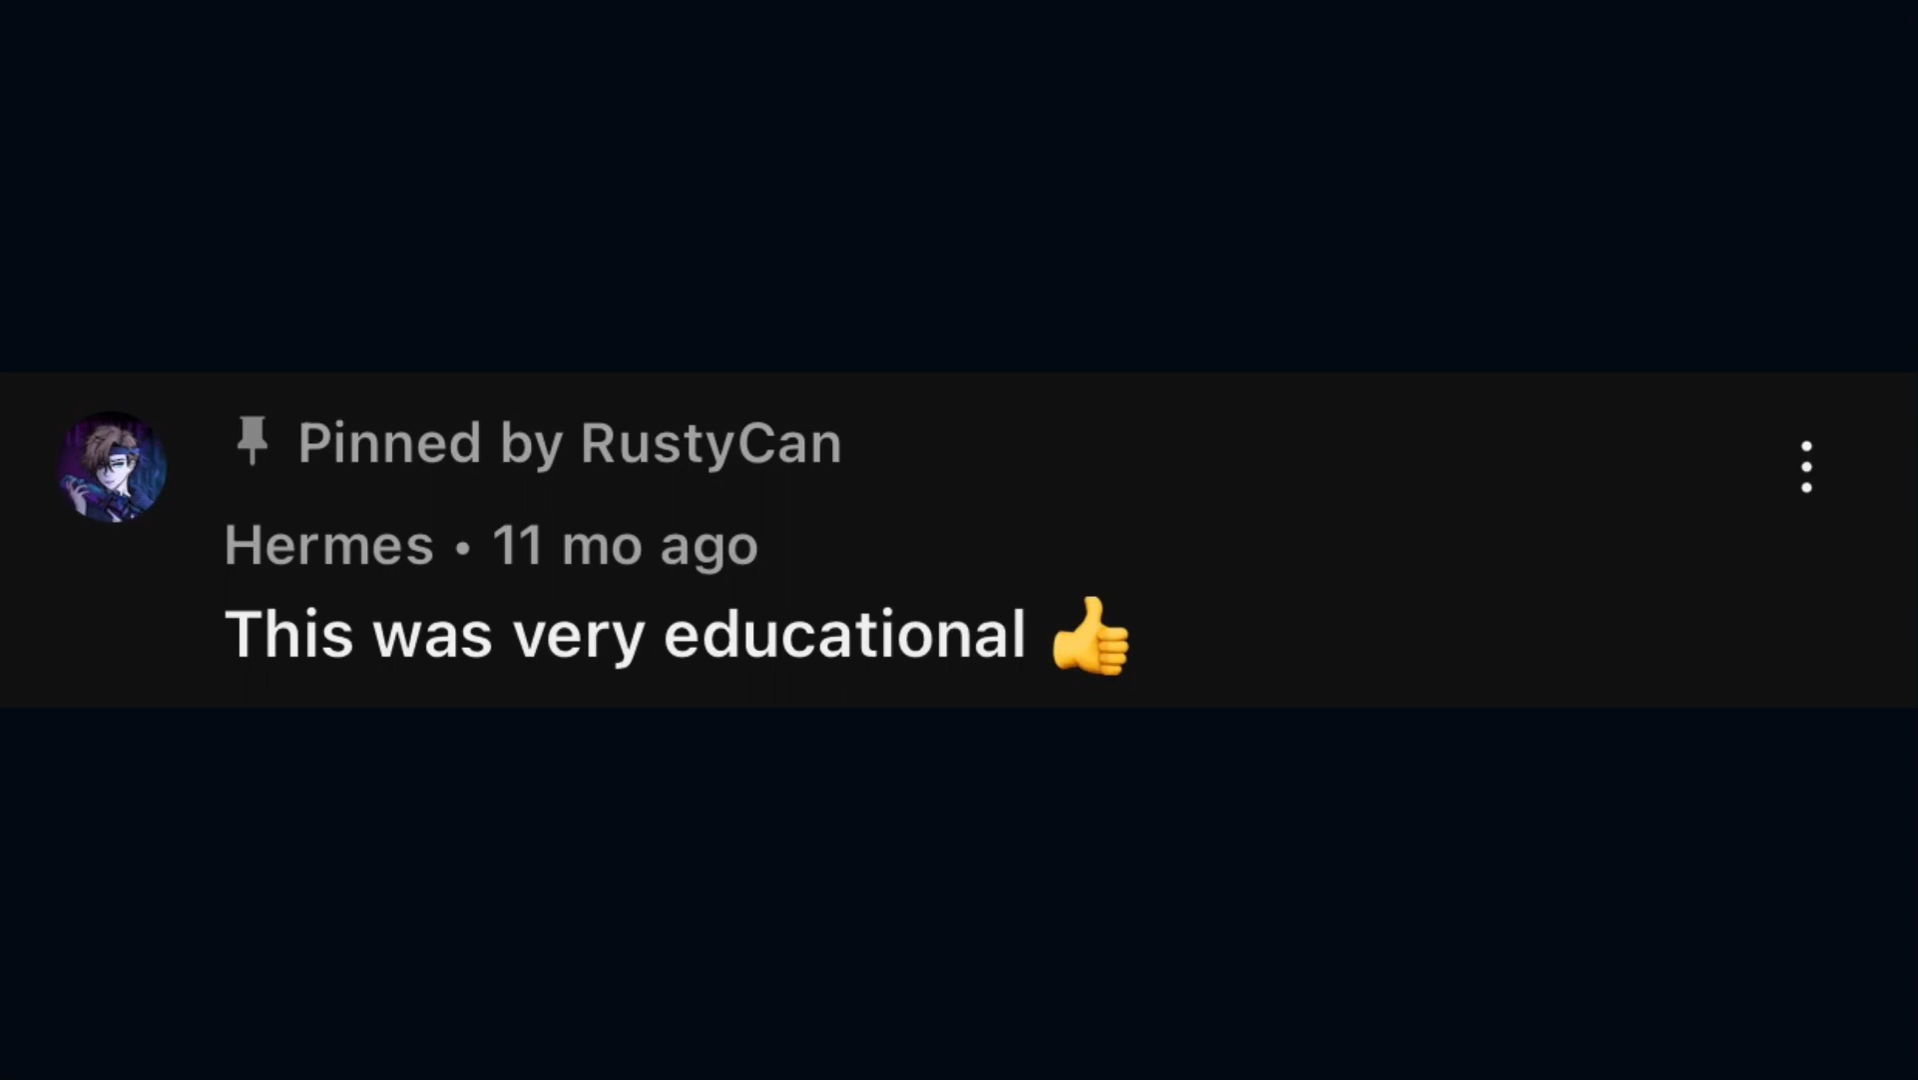 Pinned by RustyCan
Hermes • 11 mo ago
This was very educational 👍